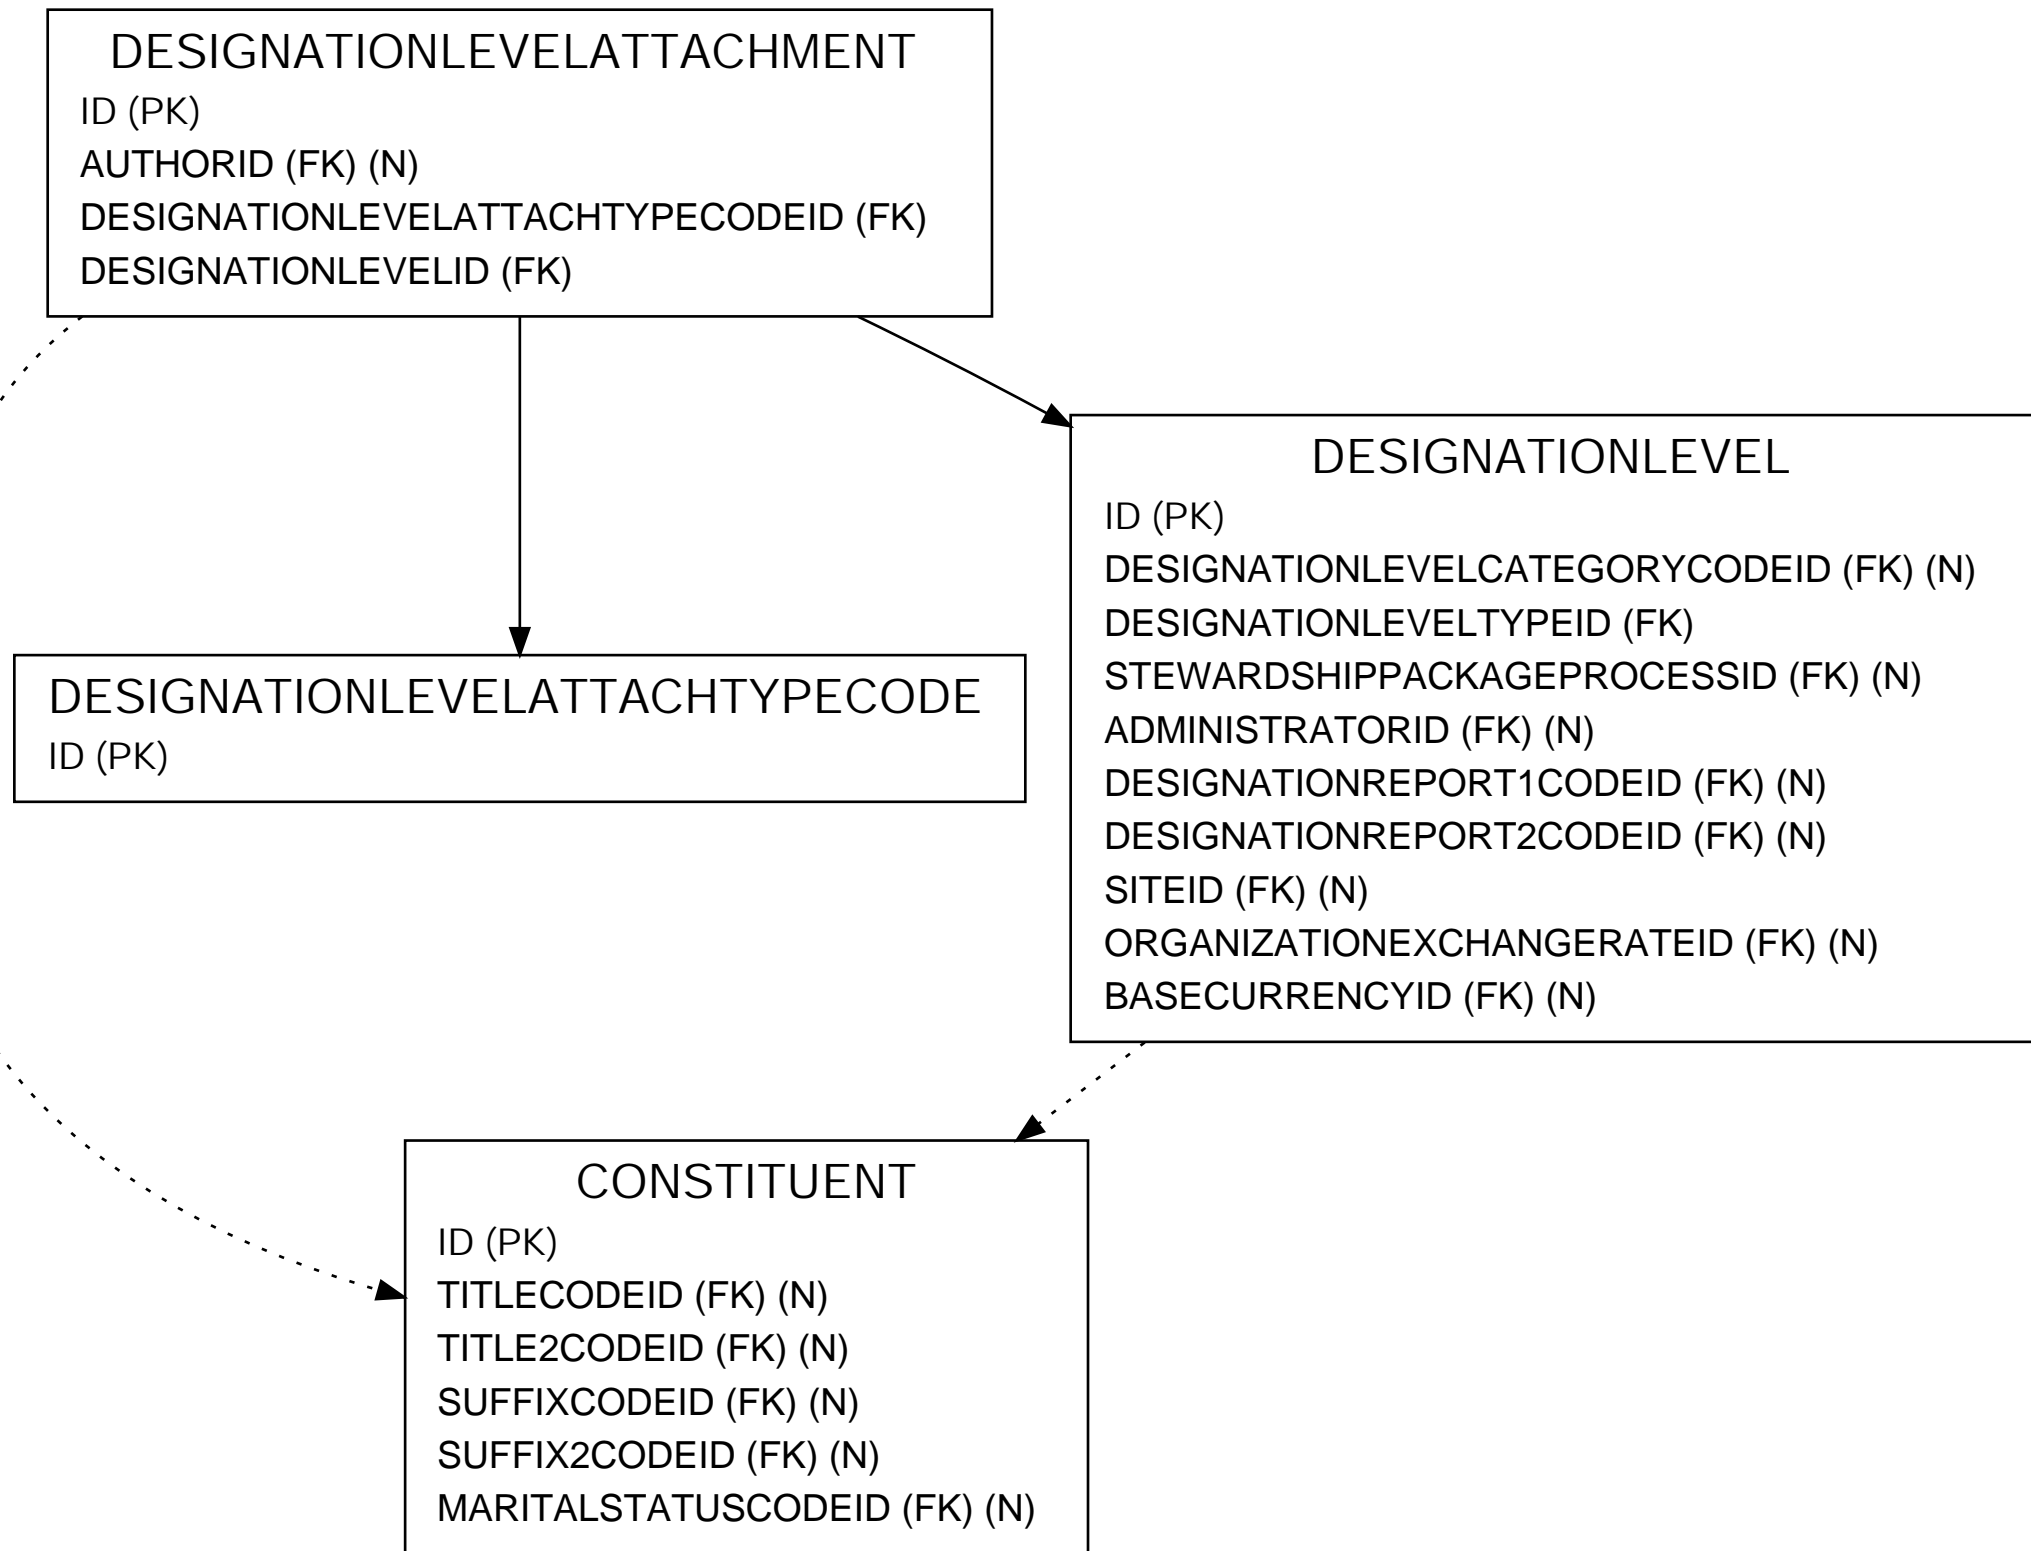 DESIGNATIONLEVELATTACHMENT
ID (PK)
AUTHORID (FK) (N)
DESIGNATIONLEVELATTACHTYPECODEID (FK)
DESIGNATIONLEVELID (FK)
DESIGNATIONLEVEL
ID (PK)
DESIGNATIONLEVELCATEGORYCODEID (FK) (N)
DESIGNATIONLEVELTYPEID (FK)
STEWARDSHIPPACKAGEPROCESSID (FK) (N)
ADMINISTRATORID (FK) (N)
DESIGNATIONREPORT1CODEID (FK) (N)
DESIGNATIONREPORT2CODEID (FK) (N)
SITEID (FK) (N)
ORGANIZATIONEXCHANGERATEID (FK) (N)
BASECURRENCYID (FK) (N)
DESIGNATIONLEVELATTACHTYPECODE
ID (PK)
CONSTITUENT
ID (PK)
TITLECODEID (FK) (N)
TITLE2CODEID (FK) (N)
SUFFIXCODEID (FK) (N)
SUFFIX2CODEID (FK) (N)
MARITALSTATUSCODEID (FK) (N)